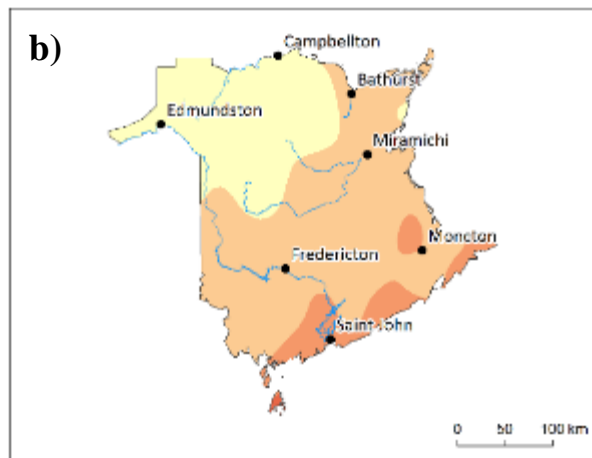 b)
Campbellton
Bathurst
Edmundston
Miramichi
Moncton
Fredericton
Saint John
0 50 100 km